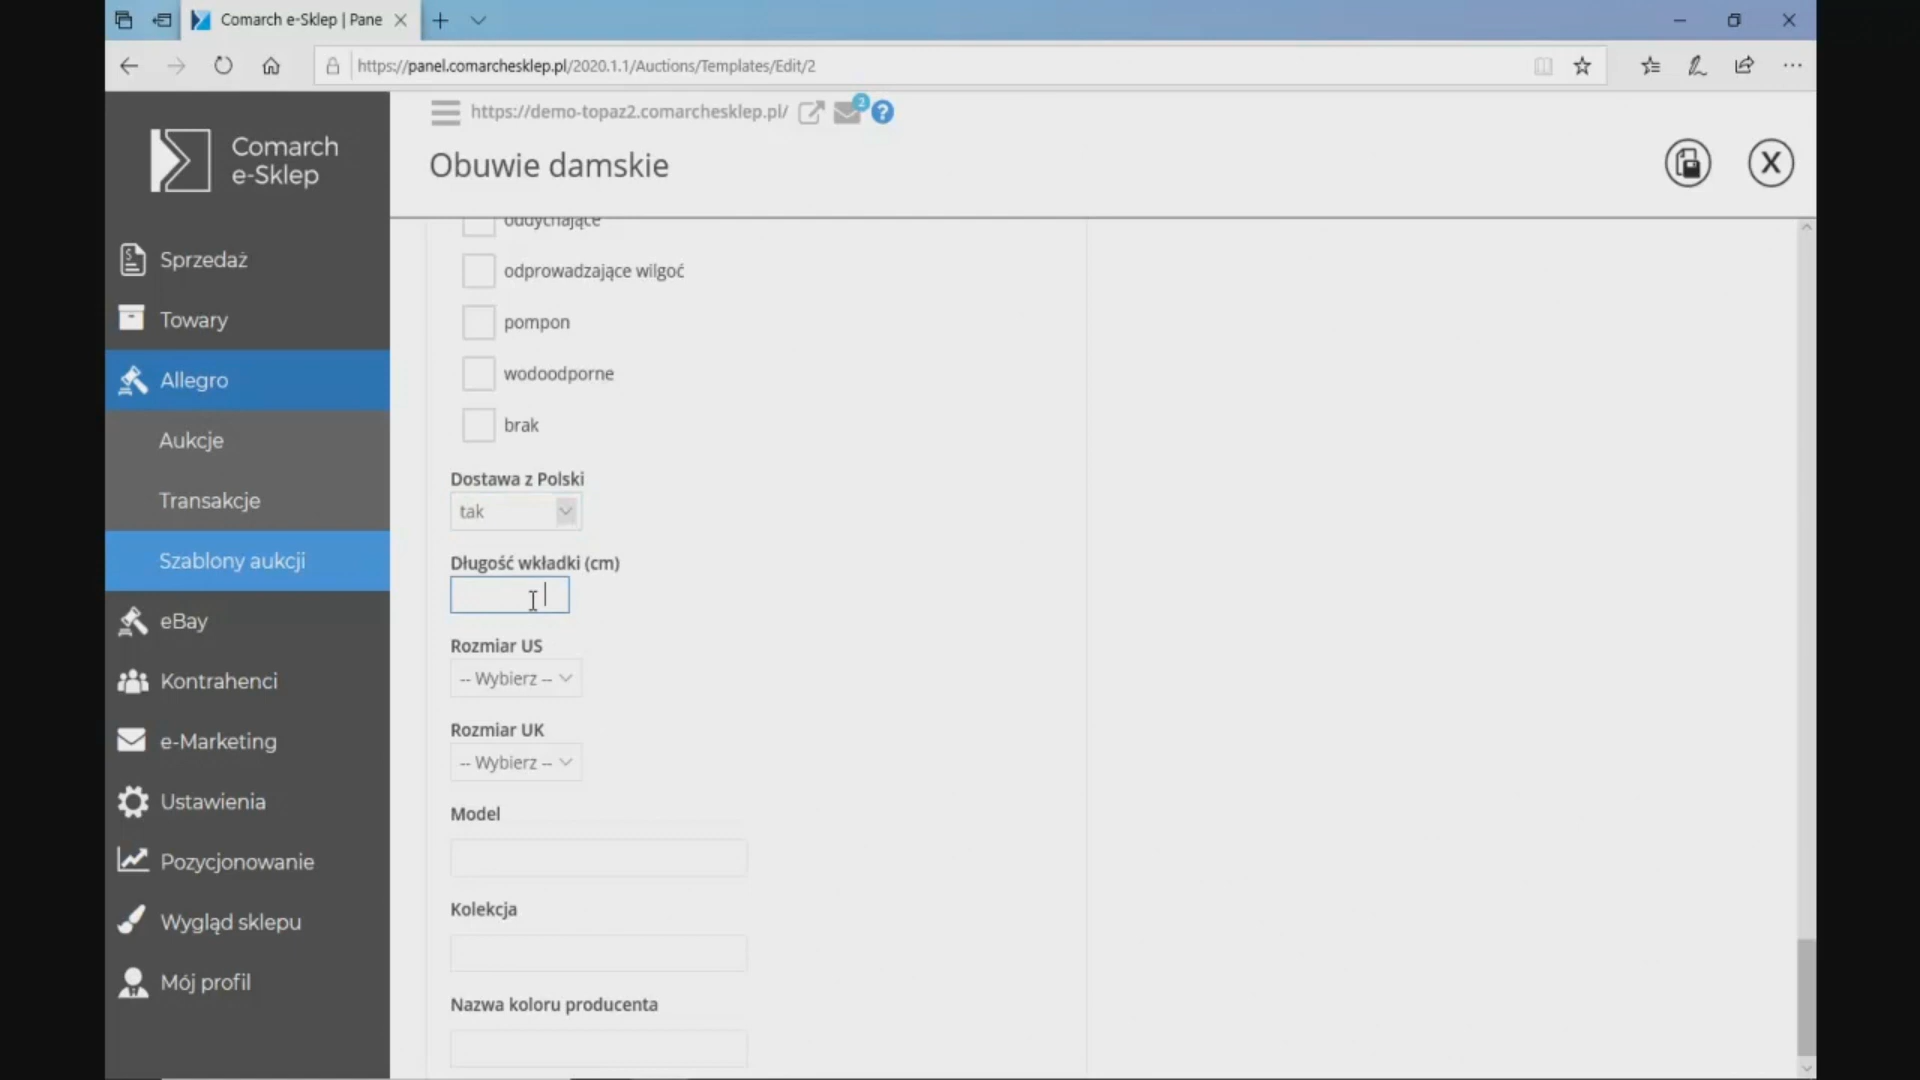 Comarch e-Sklep | Pane
https://panel.comarchesklep.pl/2020.1.1/Auctions/Templates/Edit/2
Comarch
e-Sklep
https://demo-topaz2.comarchesklep.pl/
2
?
Obuwie damskie
X
Sprzedaż
Towary
Allegro
Aukcje
Transakcje
Szablony aukcji
eBay
Kontrahenci
e-Marketing
Ustawienia
Pozycjonowanie
Wygląd sklepu
Mój profil
oddychające
odprowadzające wilgoć
pompon
wodoodporne
brak
Dostawa z Polski
tak
Długość wkładki (cm)
Rozmiar US
-- Wybierz --
Rozmiar UK
-- Wybierz --
Model
Kolekcja
Nazwa koloru producenta